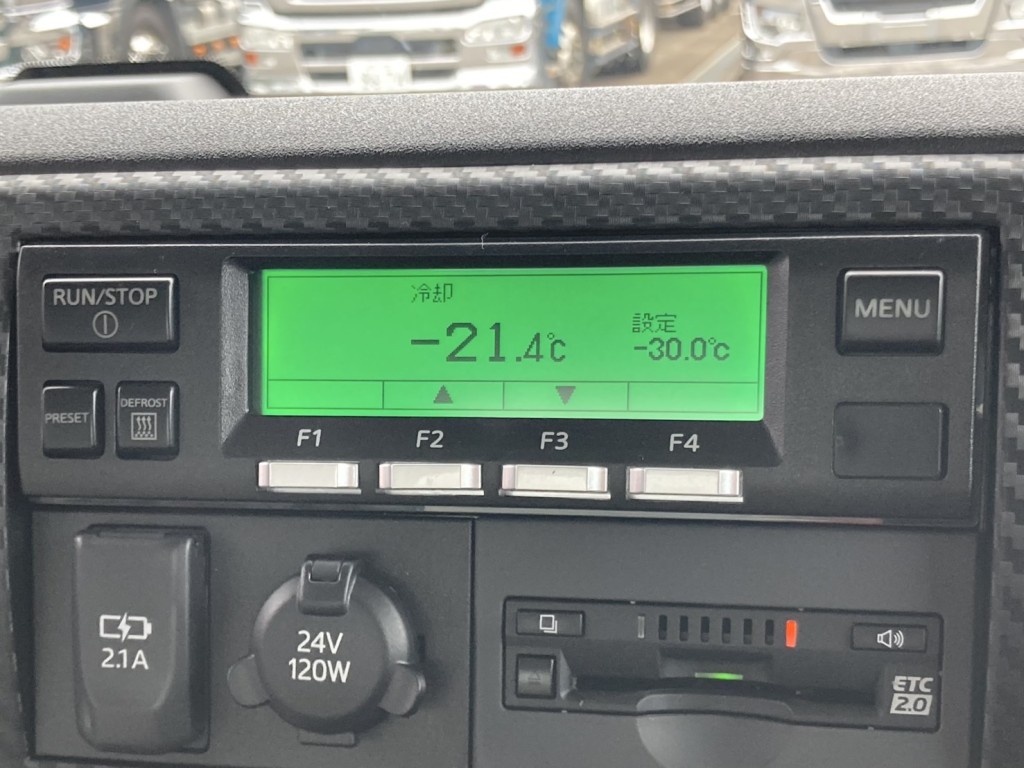 RUN/STOP
冷却
-21.4℃
設定
-30.0℃
MENU
PRESET
DEFROST
▲
▼
F1
F2
F3
F4
2.1A
24V
120W
ETC
2.0